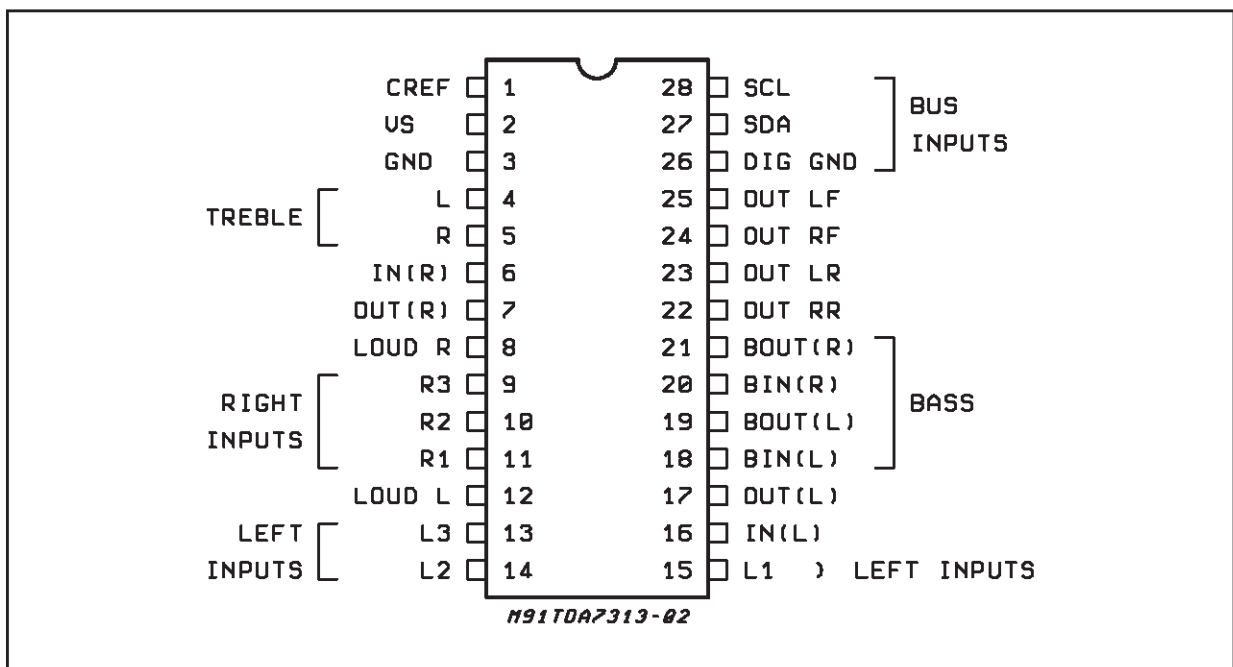 CREF 1 28 SCL
VS 2 27 SDA
GND 3 26 DIG GND
BUS
INPUTS
L 4 25 OUT LF
TREBLE
R 5 24 OUT RF
IN(R) 6 23 OUT LR
OUT(R) 7 22 OUT RR
LOUD R 8 21 BOUT(R)
R3 9 20 BIN(R)
RIGHT
INPUTS
BASS
R2 10 19 BOUT(L)
R1 11 18 BIN(L)
LOUD L 12 17 OUT(L)
LEFT
INPUTS
L3 13 16 IN(L)
L2 14 15 L1 ) LEFT INPUTS
M91TDA7313-02